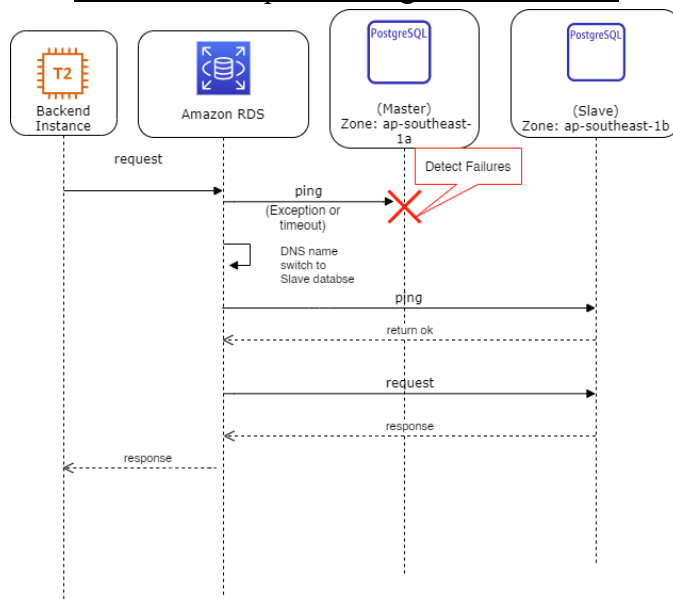 T2
Backend
Instance
Amazon RDS
PostgreSQL
(Master)
Zone: ap-southeast-
1a
PostgreSQL
(Slave)
Zone: ap-southeast-1b
request
Detect Failures
ping
(Exception or
timeout)
DNS name
switch to
Slave databse
ping
return ok
request
response
response